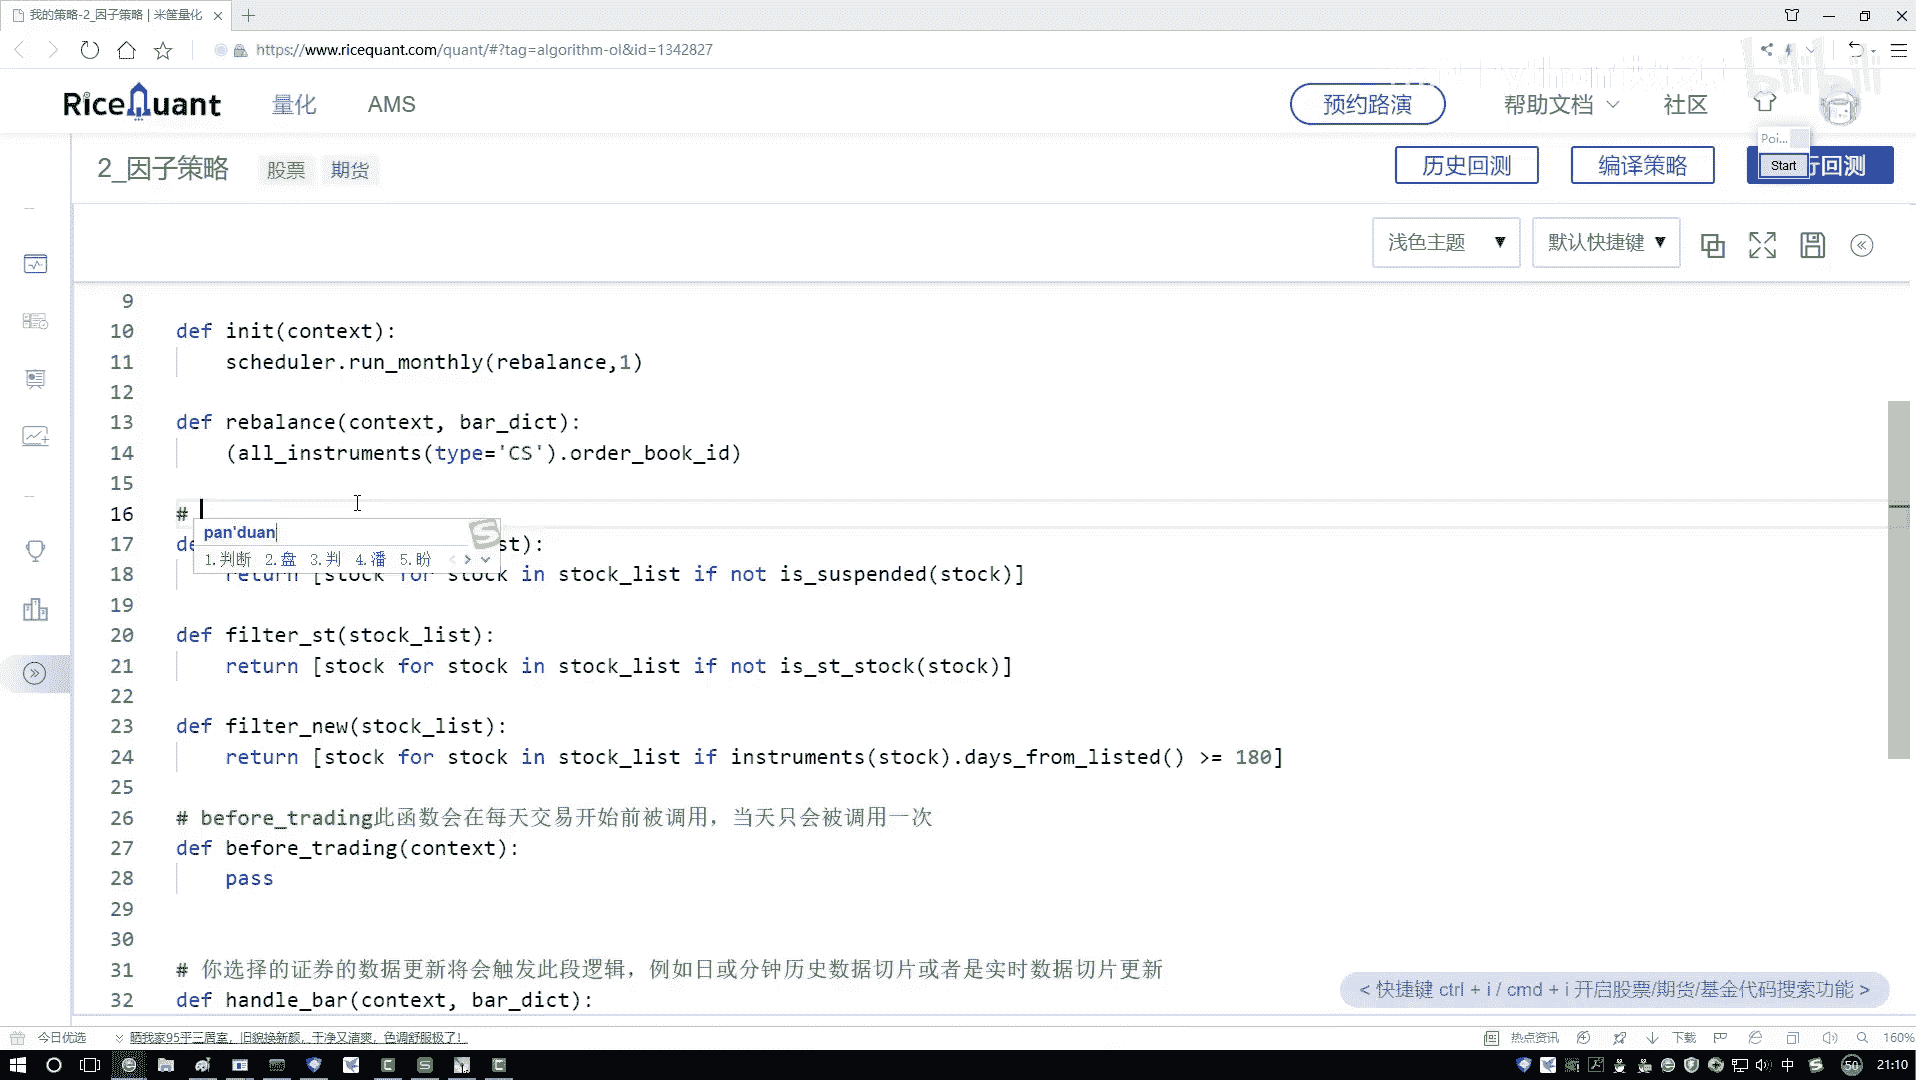 我的策略-2_因子策略 | 米筐量化
https://www.ricequant.com/quant/#?tag=algorithm-ol&id=1342827
bilibili
RiceQuant 量化 AMS 预约路演 帮助文档 社区
Poi...
2_因子策略 股票 期货 历史回测 编译策略 Start 行回测
浅色主题 ▼ 默认快捷键 ▼
9
10 def init(context):
11     scheduler.run_monthly(rebalance,1)
12
13 def rebalance(context, bar_dict):
14     (all_instruments(type='CS').order_book_id)
15
16 #
pan'duan
17 de st):
1.判断 2.盘 3.判 4.潘 5.盼
18     return [stock for stock in stock_list if not is_suspended(stock)]
19
20 def filter_st(stock_list):
21     return [stock for stock in stock_list if not is_st_stock(stock)]
22
23 def filter_new(stock_list):
24     return [stock for stock in stock_list if instruments(stock).days_from_listed() >= 180]
25
26 # before_trading此函数会在每天交易开始前被调用，当天只会被调用一次
27 def before_trading(context):
28     pass
29
30
31 # 你选择的证券的数据更新将会触发此段逻辑，例如日或分钟历史数据切片或者是实时数据切片更新
32 def handle_bar(context, bar_dict):
< 快捷键 ctrl + i / cmd + i 开启股票/期货/基金代码搜索功能 >
今日优选 晒我家95平三居室，旧貌换新颜，干净又清爽，色调舒服极了! 热点资讯 下载 160%
中 50 21:10